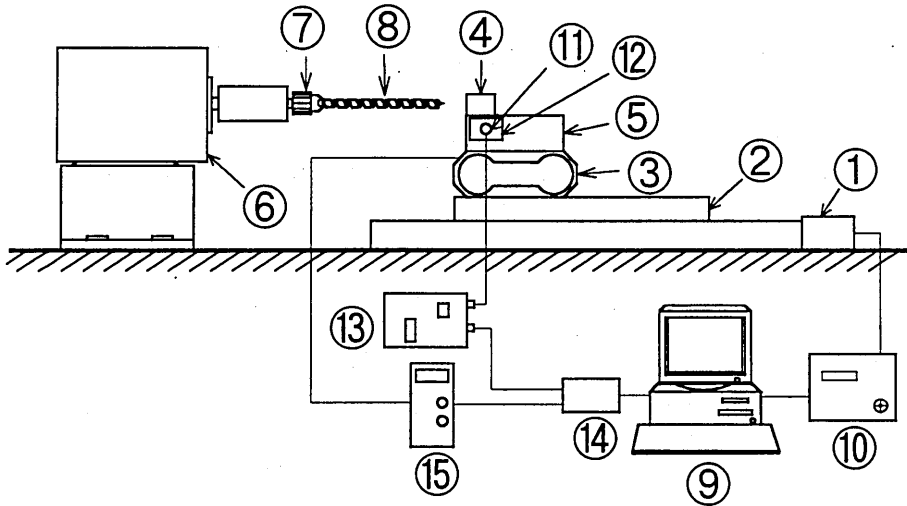 ⑦ ⑧ ④ ⑪ ⑫
⑤
③ ② ①
⑥
⑬
⑮ ⑭ ⑨ ⑩